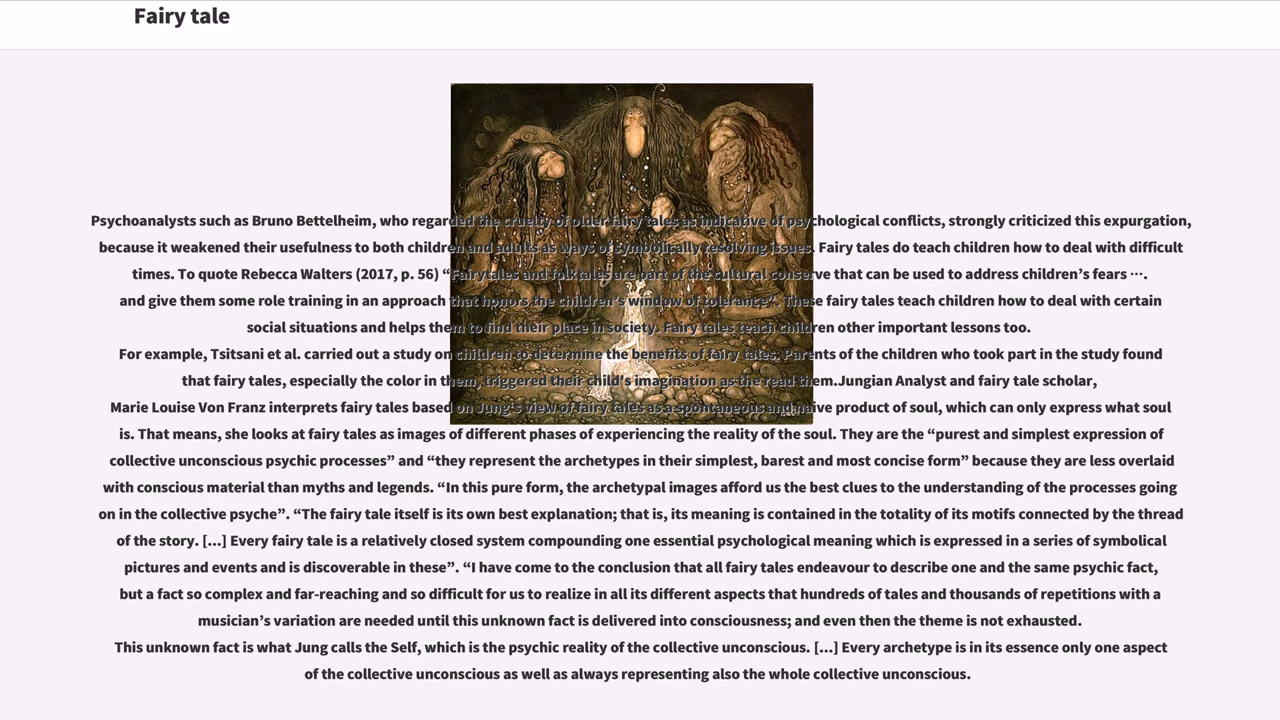 Fairy tale
Psychoanalysts such as Bruno Bettelheim, who regarded the cruelty of older fairy tales as indicative of psychological conflicts, strongly criticized this expurgation,
because it weakened their usefulness to both children and adults as ways of symbolically resolving issues. Fairy tales do teach children how to deal with difficult
times. To quote Rebecca Walters (2017, p. 56) “Fairytales and folktales are part of the cultural conserve that can be used to address children’s fears ….
and give them some role training in an approach that honors the children’s window of tolerance”. These fairy tales teach children how to deal with certain
social situations and helps them to find their place in society. Fairy tales teach children other important lessons too.
For example, Tsitsani et al. carried out a study on children to determine the benefits of fairy tales. Parents of the children who took part in the study found
that fairy tales, especially the color in them, triggered their child’s imagination as the read them.Jungian Analyst and fairy tale scholar,
Marie Louise Von Franz interprets fairy tales based on Jung’s view of fairy tales as a spontaneous and naive product of soul, which can only express what soul
is. That means, she looks at fairy tales as images of different phases of experiencing the reality of the soul. They are the “purest and simplest expression of
collective unconscious psychic processes” and “they represent the archetypes in their simplest, barest and most concise form” because they are less overlaid
with conscious material than myths and legends. “In this pure form, the archetypal images afford us the best clues to the understanding of the processes going
on in the collective psyche”. “The fairy tale itself is its own best explanation; that is, its meaning is contained in the totality of its motifs connected by the thread
of the story. [...] Every fairy tale is a relatively closed system compounding one essential psychological meaning which is expressed in a series of symbolical
pictures and events and is discoverable in these”. “I have come to the conclusion that all fairy tales endeavour to describe one and the same psychic fact,
but a fact so complex and far-reaching and so difficult for us to realize in all its different aspects that hundreds of tales and thousands of repetitions with a
musician’s variation are needed until this unknown fact is delivered into consciousness; and even then the theme is not exhausted.
This unknown fact is what Jung calls the Self, which is the psychic reality of the collective unconscious. [...] Every archetype is in its essence only one aspect
of the collective unconscious as well as always representing also the whole collective unconscious.